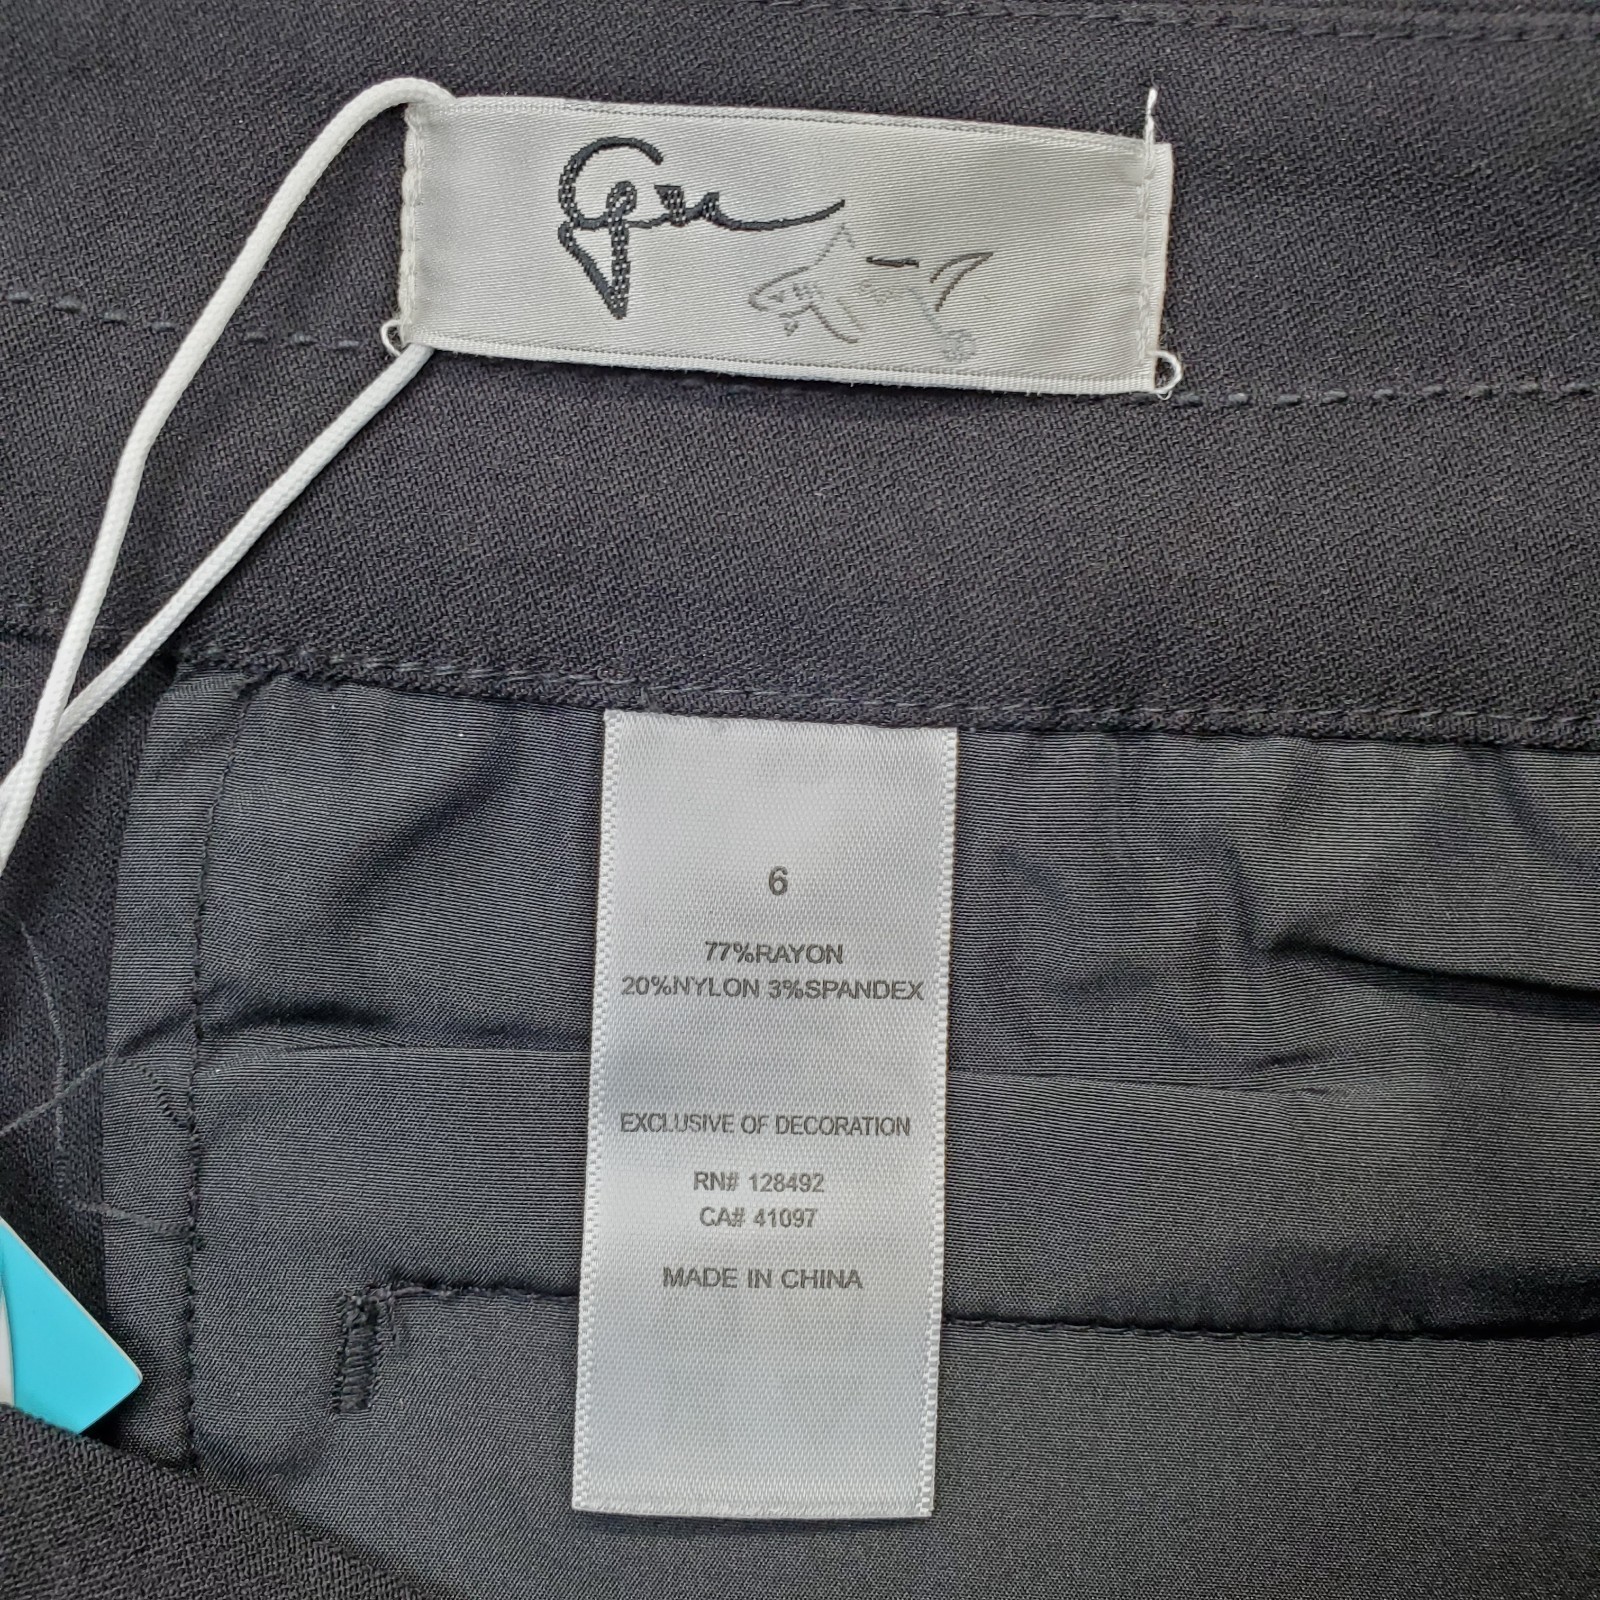 6
77%RAYON
20%NYLON 3%SPANDEX
EXCLUSIVE OF DECORATION
RN# 128492
CA# 41097
MADE IN CHINA